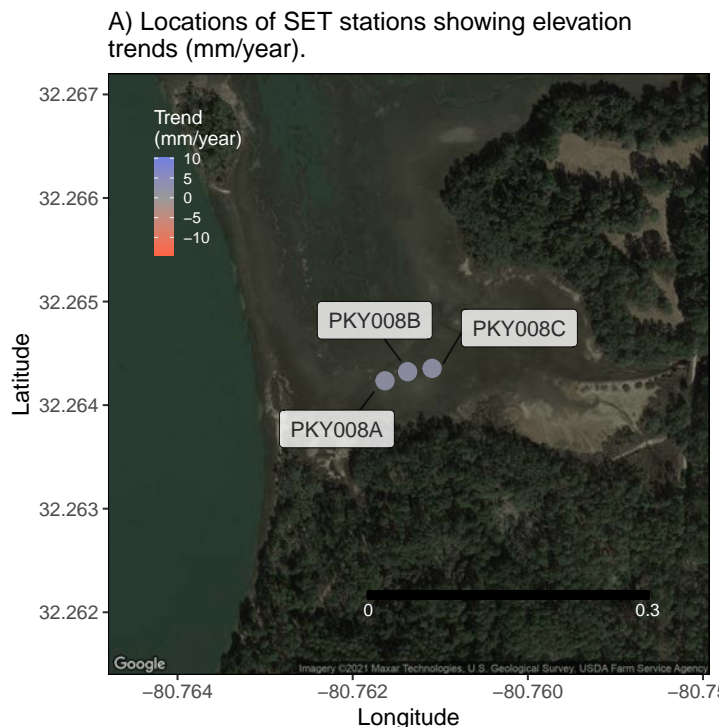 A) Locations of SET stations showing elevation
trends (mm/year).
32.267
32.266
32.265
32.264
32.263
32.262
Latitude
Trend
(mm/year)
10
5
0
−5
−10
PKY008B
PKY008C
PKY008A
0
0.3
Google
Imagery ©2021 Maxar Technologies, U.S. Geological Survey, USDA Farm Service Agency
−80.764
−80.762
−80.760
−80.75
Longitude